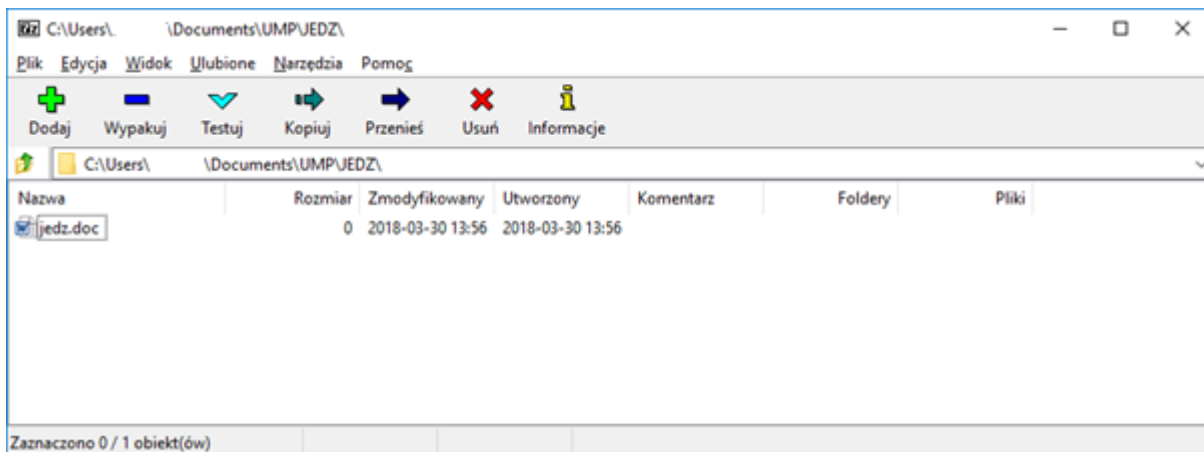 7z C:\Users\. \Documents\UMP\JEDZ\
Plik Edycja Widok Ulubione Narzędzia Pomoc
Dodaj Wypakuj Testuj Kopiuj Przenieś Usuń Informacje
C:\Users\ \Documents\UMP\JEDZ\
Nazwa Rozmiar Zmodyfikowany Utworzony Komentarz Foldery Pliki
jedz.doc 0 2018-03-30 13:56 2018-03-30 13:56
Zaznaczono 0 / 1 obiekt(ów)